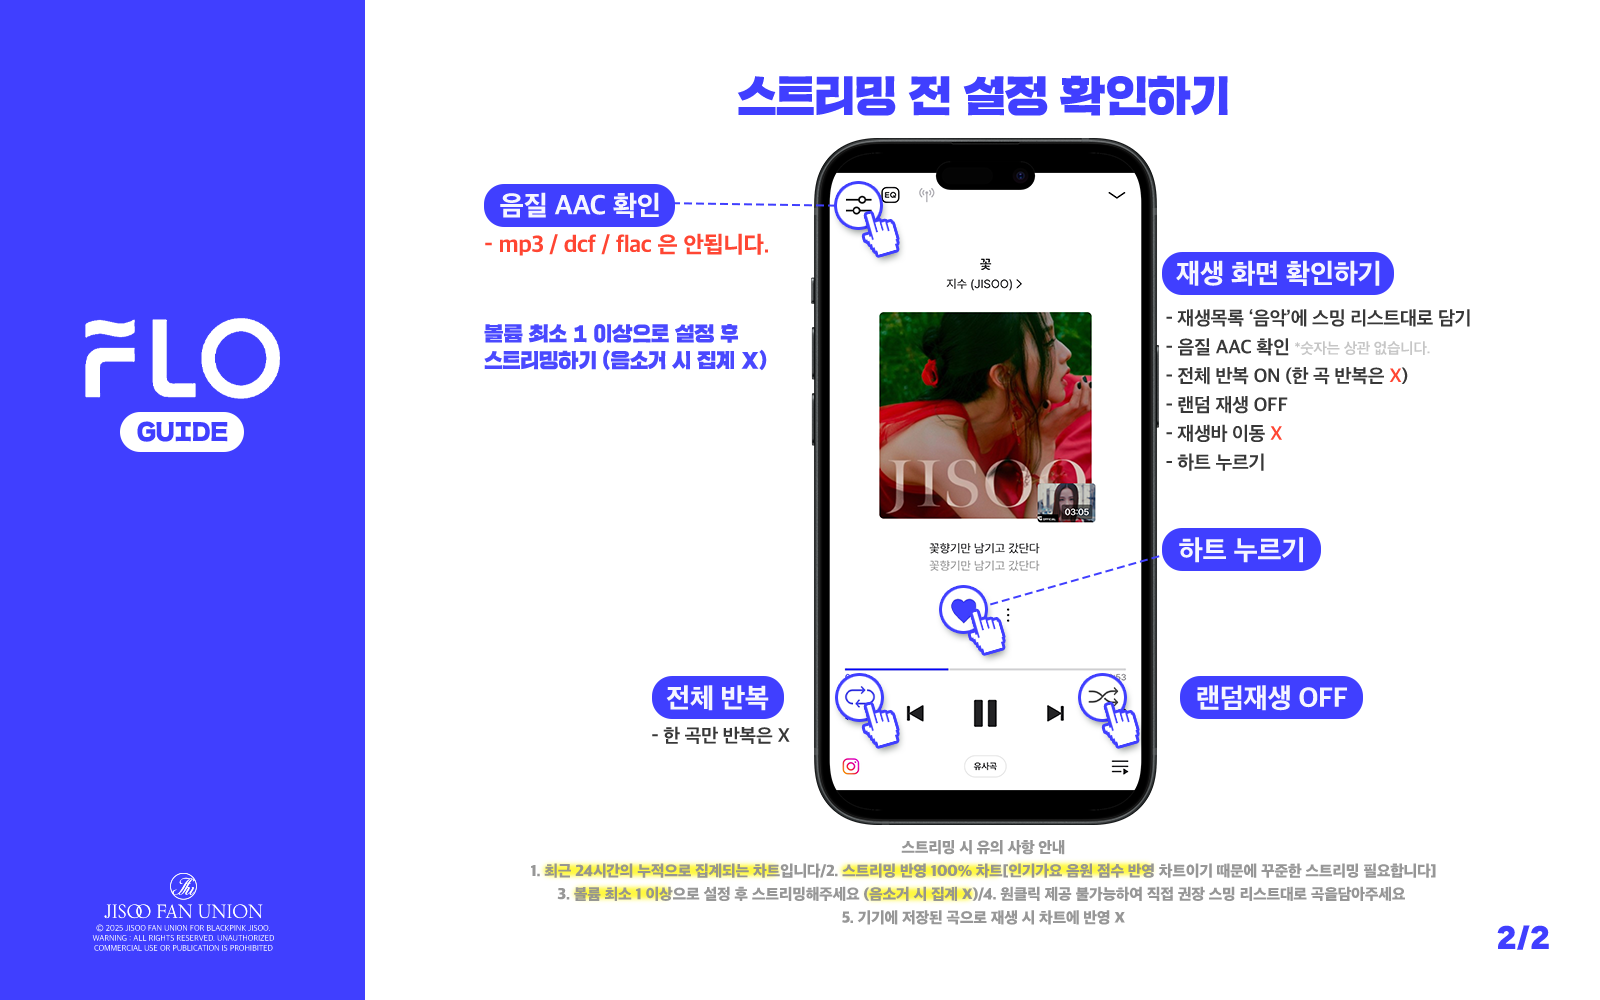 스트리밍 전 설정 확인하기
음질 AAC 확인
- mp3 / dcf / flac 은 안됩니다.
볼륨 최소 1 이상으로 설정 후
스트리밍하기 (음소거 시 집계 X)
FLO
GUIDE
EQ
꽃
지수 (JISOO) >
JISOO
03:05
꽃향기만 남기고 갔단다
꽃향기만 남기고 갔단다
재생 화면 확인하기
- 재생목록 ‘음악’에 스밍 리스트대로 담기
- 음질 AAC 확인 *숫자는 상관 없습니다.
- 전체 반복 ON (한 곡 반복은 X)
- 랜덤 재생 OFF
- 재생바 이동 X
- 하트 누르기
하트 누르기
전체 반복
- 한 곡만 반복은 X
랜덤재생 OFF
유사곡
스트리밍 시 유의 사항 안내
1. 최근 24시간의 누적으로 집계되는 차트입니다/2. 스트리밍 반영 100% 차트[인기가요 음원 점수 반영 차트이기 때문에 꾸준한 스트리밍 필요합니다]
3. 볼륨 최소 1 이상으로 설정 후 스트리밍해주세요 (음소거 시 집계 X)/4. 원클릭 제공 불가능하여 직접 권장 스밍 리스트대로 곡을담아주세요
5. 기기에 저장된 곡으로 재생 시 차트에 반영 X
JISOO FAN UNION
© 2025 JISOO FAN UNION FOR BLACKPINK JISOO.
WARNING : ALL RIGHTS RESERVED. UNAUTHORIZED
COMMERCIAL USE OR PUBLICATION IS PROHIBITED
2/2